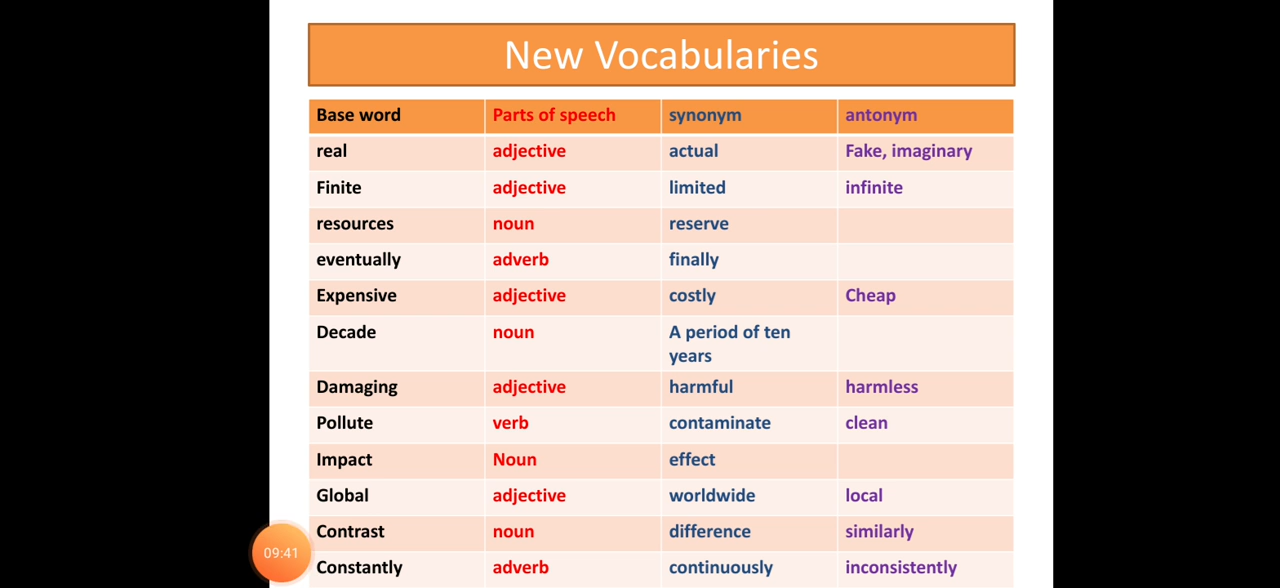 New Vocabularies
Base word Parts of speech synonym antonym
real adjective actual Fake, imaginary
Finite adjective limited infinite
resources noun reserve
eventually adverb finally
Expensive adjective costly Cheap
Decade noun A period of ten
years
Damaging adjective harmful harmless
Pollute verb contaminate clean
Impact Noun effect
Global adjective worldwide local
Contrast noun difference similarly
09:41
Constantly adverb continuously inconsistently